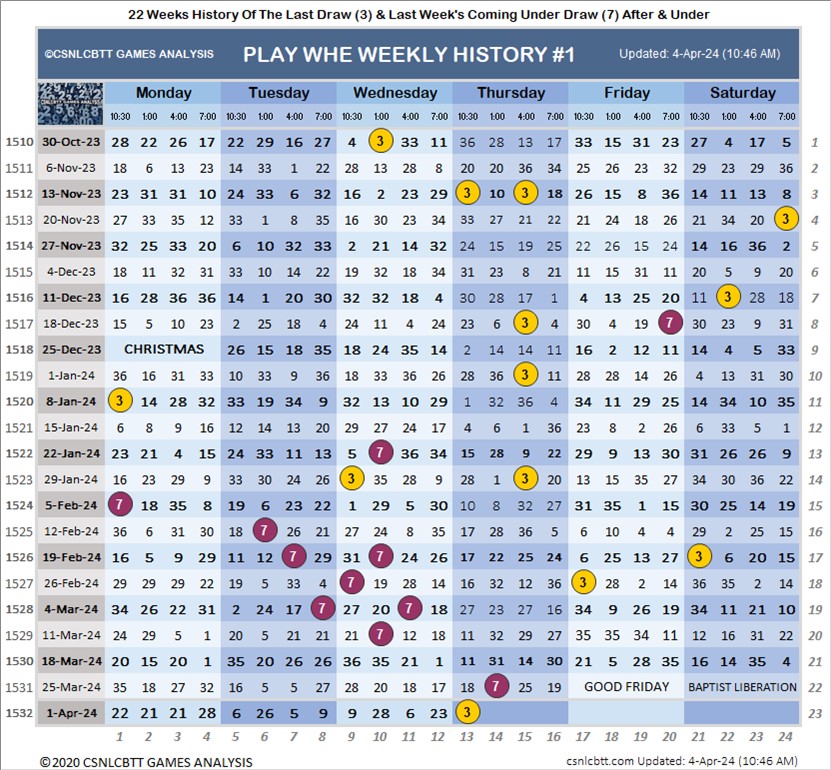 22 Weeks History Of The Last Draw (3) & Last Week's Coming Under Draw (7) After & Under
©CSNLCBTT GAMES ANALYSIS PLAY WHE WEEKLY HISTORY #1 Updated: 4-Apr-24 (10:46 AM)
CSNLCBTT GAMES ANALYSIS Monday Tuesday Wednesday Thursday Friday Saturday
10:30 1:00 4:00 7:00 10:30 1:00 4:00 7:00 10:30 1:00 4:00 7:00 10:30 1:00 4:00 7:00 10:30 1:00 4:00 7:00 10:30 1:00 4:00 7:00
1510 30-Oct-23 28 22 26 17 22 29 16 27 4 3 33 11 36 28 13 17 33 15 31 23 27 4 17 5 1
1511 6-Nov-23 18 6 13 23 14 33 1 22 28 13 28 8 20 20 36 34 25 26 23 32 29 23 29 36 2
1512 13-Nov-23 23 31 31 10 24 33 6 32 16 2 23 29 3 10 3 18 26 15 8 36 14 11 13 8 3
1513 20-Nov-23 27 33 35 12 33 1 8 35 16 30 23 34 33 27 21 22 21 24 18 26 21 34 20 3 4
1514 27-Nov-23 32 25 33 20 6 10 32 33 2 21 14 32 24 15 19 25 22 26 15 24 14 16 36 2 5
1515 4-Dec-23 18 11 32 31 33 10 14 22 19 32 18 34 31 23 8 21 11 15 31 11 20 5 9 20 6
1516 11-Dec-23 16 28 36 36 14 1 20 30 32 32 18 4 30 28 17 1 4 13 25 20 11 3 28 18 7
1517 18-Dec-23 15 5 10 23 2 25 18 4 24 11 4 24 23 6 3 8 30 4 19 7 30 23 9 31 8
1518 25-Dec-23 CHRISTMAS 26 15 18 35 18 24 35 14 2 14 14 11 16 2 12 11 14 4 5 33 9
1519 1-Jan-24 36 16 31 33 10 33 9 36 18 33 36 26 28 36 3 11 28 28 14 26 4 13 31 30 10
1520 8-Jan-24 3 14 28 32 33 19 34 9 32 13 10 29 1 32 36 4 34 11 29 25 14 34 10 35 11
1521 15-Jan-24 6 8 9 16 12 14 13 20 29 5 27 17 4 6 1 36 23 8 2 26 6 33 5 1 12
1522 22-Jan-24 23 21 4 15 24 33 11 13 5 7 36 34 15 28 9 22 29 9 13 30 31 26 26 9 13
1523 29-Jan-24 16 23 29 9 33 30 24 26 3 35 28 9 28 1 3 20 13 15 35 27 34 30 36 22 14
1524 5-Feb-24 7 18 35 8 19 6 23 22 1 29 5 30 10 8 32 27 31 35 1 15 30 25 14 19 15
1525 12-Feb-24 36 6 31 30 18 7 26 21 27 24 8 35 17 28 36 5 6 10 4 4 8 2 25 15 16
1526 19-Feb-24 16 5 9 29 11 12 7 29 31 7 24 26 17 22 25 24 6 25 13 27 3 6 20 15 17
1527 26-Feb-24 29 29 29 22 19 5 33 4 7 19 28 14 16 32 12 36 3 28 2 14 36 35 2 14 18
1528 4-Mar-24 34 26 22 31 2 24 17 7 27 20 7 18 27 23 27 16 34 9 26 19 34 11 21 10 19
1529 11-Mar-24 24 29 5 1 20 5 21 21 21 7 12 18 11 32 29 27 35 35 34 11 12 16 31 22 20
1530 18-Mar-24 20 15 20 1 35 20 26 26 36 35 21 1 11 31 14 30 21 5 28 35 16 14 35 4 21
1531 25-Mar-24 35 18 27 32 16 5 5 27 28 20 18 17 18 7 25 19 GOOD FRIDAY BAPTIST LIBERATION 22
1532 1-Apr-24 22 21 21 28 6 26 5 9 9 28 6 23 3 23
1 2 3 4 5 6 7 8 9 10 11 12 13 14 15 16 17 18 19 20 21 22 23 24
©2020 CSNLCBTT GAMES ANALYSIS csnlcbtt.com Updated: 4-Apr-24 (10:46 AM)